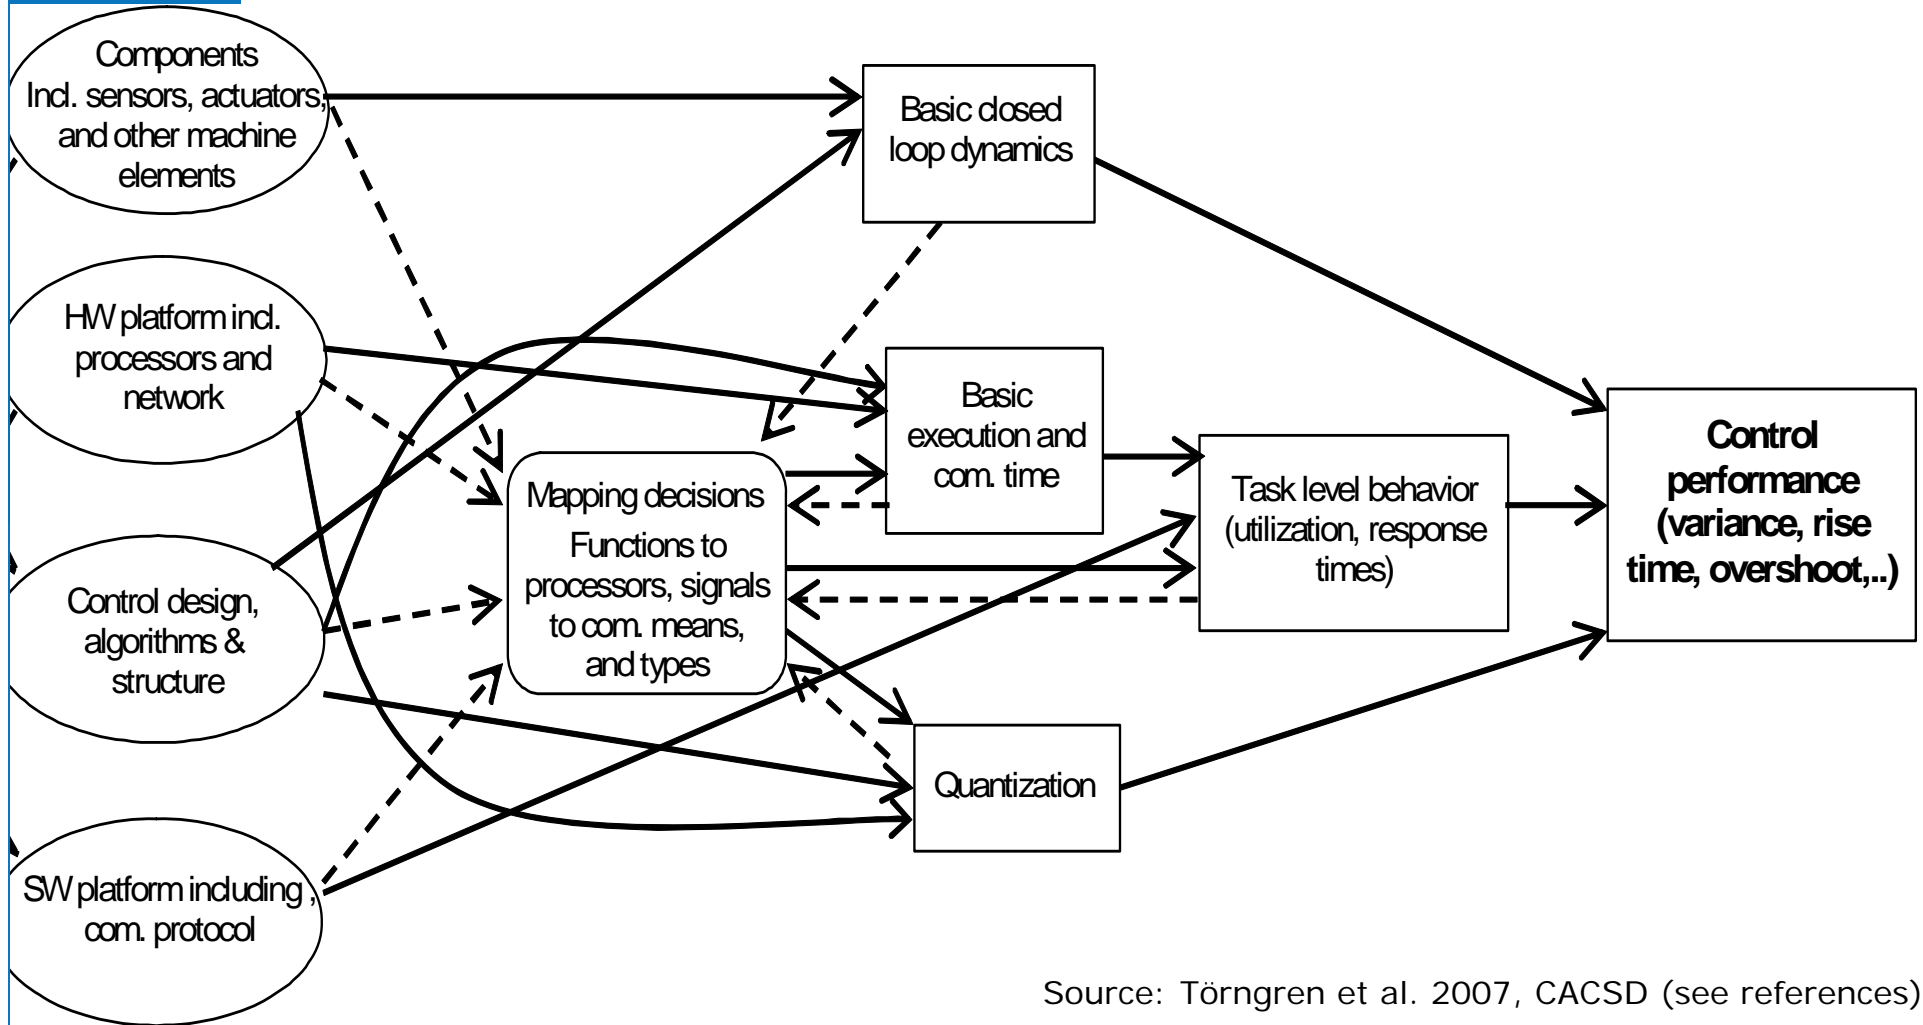 Components
Incl. sensors, actuators,
and other machine
elements
Basic closed
loop dynamics
HW platform incl.
processors and
network
Basic
execution and
com. time
Control
performance
(variance, rise
time, overshoot,..)
Mapping decisions
Functions to
processors, signals
to com. means,
and types
Task level behavior
(utilization, response
times)
Control design,
algorithms &
structure
Quantization
SW platform including ,
com. protocol
Source: Törngren et al. 2007, CACSD (see references)